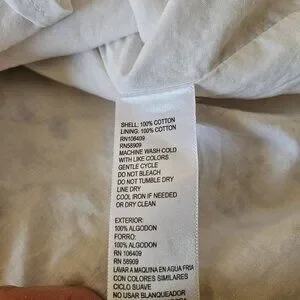 SHELL: 100% COTTON
LINING: 100% COTTON
RN106409
RN58909
MACHINE WASH COLD
WITH LIKE COLORS
GENTLE CYCLE
DO NOT BLEACH
DO NOT TUMBLE DRY
LINE DRY
COOL IRON IF NEEDED
OR DRY CLEAN
EXTERIOR:
100% ALGODON
FORRO:
100% ALGODON
RN 106409
RN 58909
LAVAR A MAQUINA EN AGUA FRIA
CON COLORES SIMILARES
CICLO SUAVE
NO USAR BLANQUEADOR